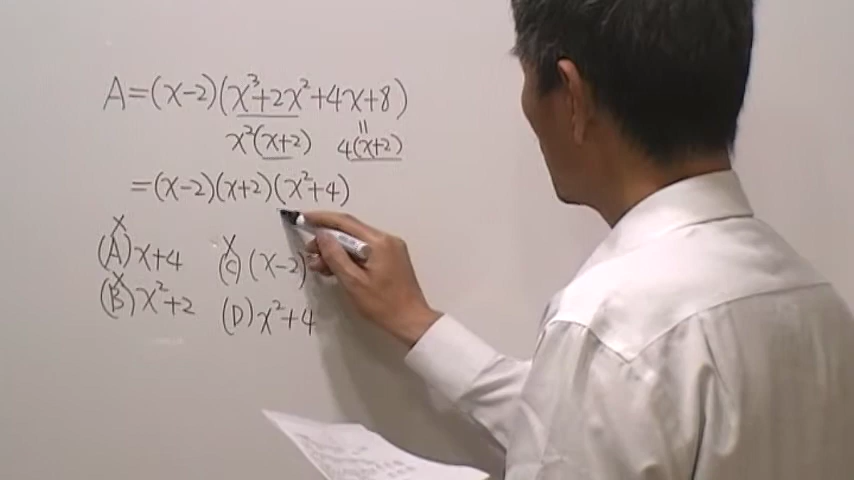 A=(x-2)(x³+2x²+4x+8)
x²(x+2) 4(x+2)
=(x-2)(x+2)(x²+4)
(A) x+4 (C) (x-2)
(B) x²+2 (D) x²+4